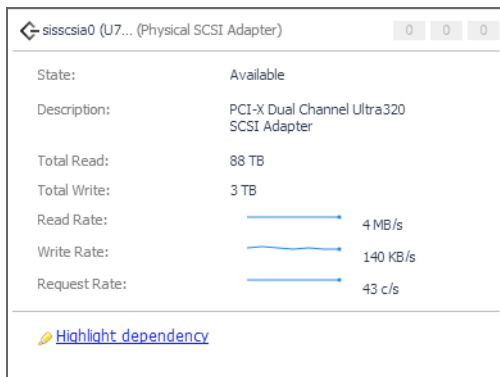 sisscsia0 (U7... (Physical SCSI Adapter) 0 0 0
State: Available
Description: PCI-X Dual Channel Ultra320
SCSI Adapter
Total Read: 88 TB
Total Write: 3 TB
Read Rate: 4 MB/s
Write Rate: 140 KB/s
Request Rate: 43 c/s
Highlight dependency